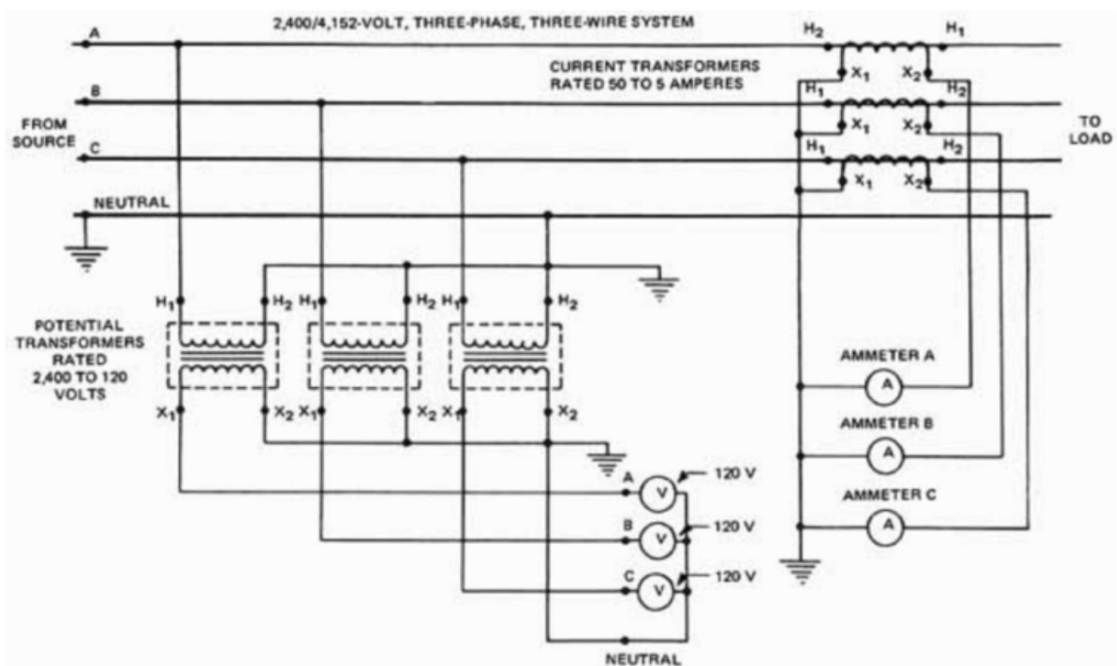 2,400/4,152-VOLT, THREE-PHASE, THREE-WIRE SYSTEM
A
H2
H1
CURRENT TRANSFORMERS
RATED 50 TO 5 AMPERES
X1
X2
B
H1
H2
FROM
SOURCE
X1
X2
TO
LOAD
C
H1
H2
X1
X2
NEUTRAL
H1
H2
H1
H2
H1
H2
POTENTIAL
TRANSFORMERS
RATED
2,400 TO 120
VOLTS
AMMETER A
A
X1
X2
X1
X2
X1
X2
AMMETER B
A
A
V
120 V
AMMETER C
A
B
V
120 V
C
V
120 V
NEUTRAL